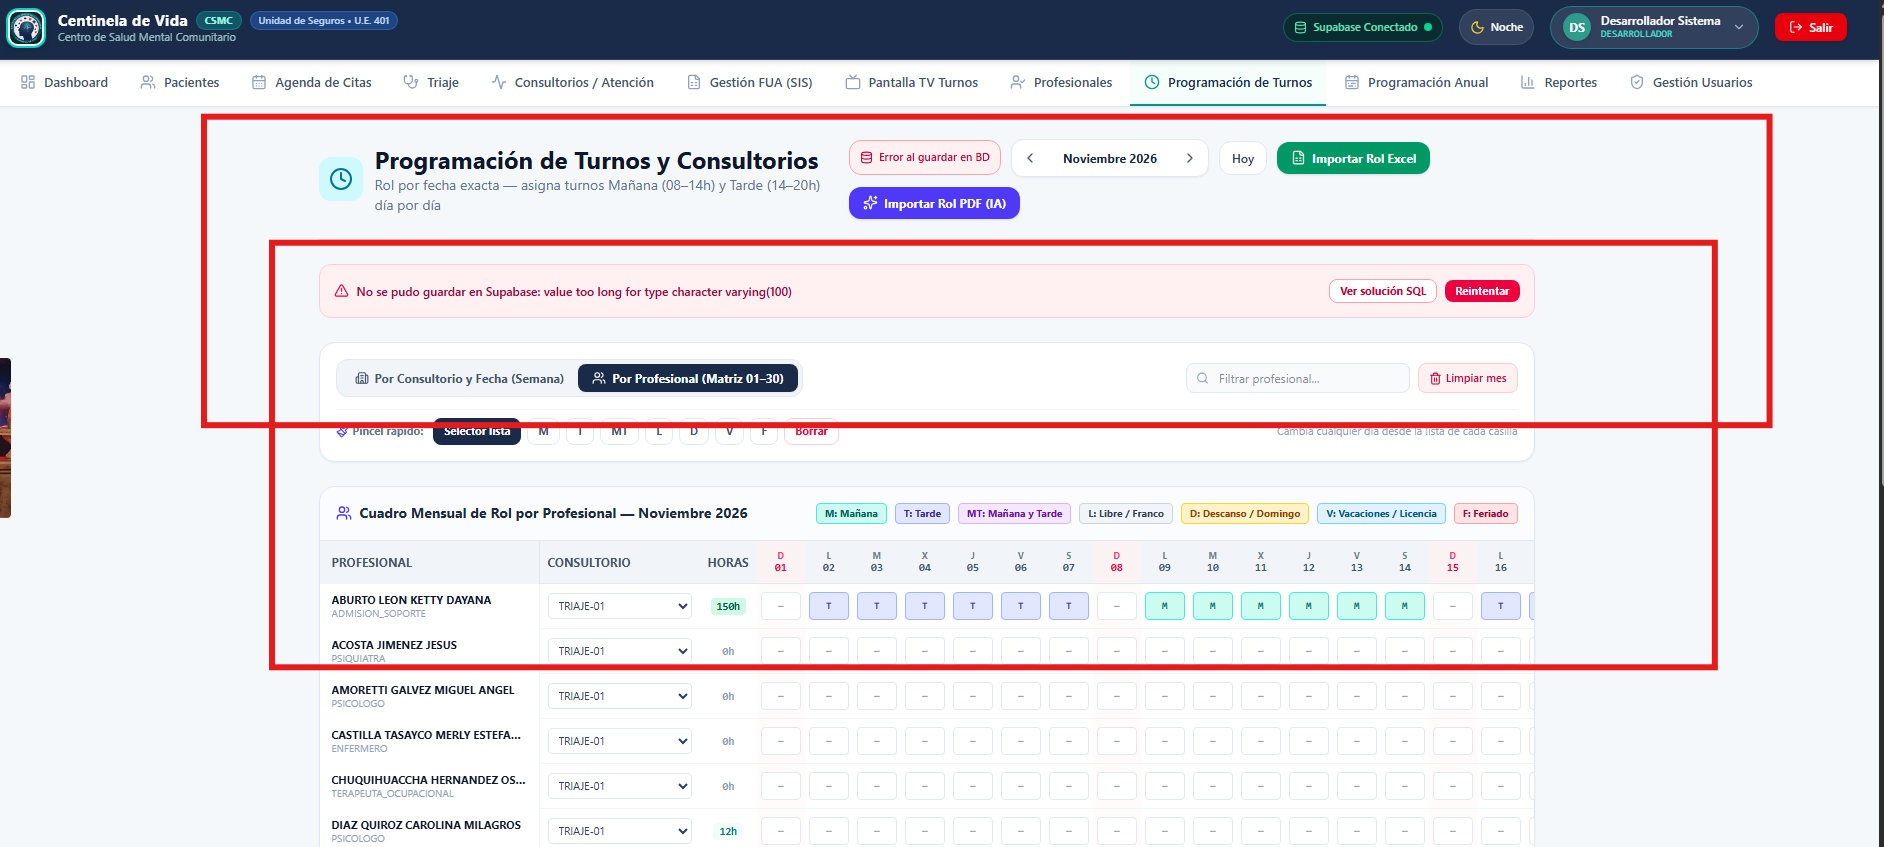 Centinela de Vida CSMC Unidad de Seguros • U.E. 401
Centro de Salud Mental Comunitario
Supabase Conectado
Noche
DS Desarrollador Sistema
DESARROLLADOR
Salir
Dashboard Pacientes Agenda de Citas Triaje Consultorios / Atención Gestión FUA (SIS) Pantalla TV Turnos Profesionales Programación de Turnos Programación Anual Reportes Gestión Usuarios
Programación de Turnos y Consultorios
Rol por fecha exacta — asigna turnos Mañana (08–14h) y Tarde (14–20h)
día por día
Error al guardar en BD Noviembre 2026 Hoy Importar Rol Excel
Importar Rol PDF (IA)
No se pudo guardar en Supabase: value too long for type character varying(100) Ver solución SQL Reintentar
Por Consultorio y Fecha (Semana) Por Profesional (Matriz 01–30) Filtrar profesional... Limpiar mes
Pincel rápido: Selector lista M T MT L D V F Borrar Cambia cualquier día desde la lista de cada casilla
Cuadro Mensual de Rol por Profesional — Noviembre 2026 M: Mañana T: Tarde MT: Mañana y Tarde L: Libre / Franco D: Descanso / Domingo V: Vacaciones / Licencia F: Feriado
PROFESIONAL CONSULTORIO HORAS
D L M X J V S D L M X J V S D L
01 02 03 04 05 06 07 08 09 10 11 12 13 14 15 16
ABURTO LEON KETTY DAYANA
ADMISION_SOPORTE
TRIAJE-01 150h – T T T T T T – M M M M M M – T
ACOSTA JIMENEZ JESUS
PSIQUIATRA
TRIAJE-01 0h – – – – – – – – – – – – – – – –
AMORETTI GALVEZ MIGUEL ANGEL
PSICOLOGO
TRIAJE-01 0h – – – – – – – – – – – – – – – –
CASTILLA TASAYCO MERLY ESTEFA...
ENFERMERO
TRIAJE-01 0h – – – – – – – – – – – – – – – –
CHUQUIHUACCHA HERNANDEZ OS...
TERAPEUTA_OCUPACIONAL
TRIAJE-01 0h – – – – – – – – – – – – – – – –
DIAZ QUIROZ CAROLINA MILAGROS
PSICOLOGO
TRIAJE-01 12h – – – – – – – – – – – – – – – –